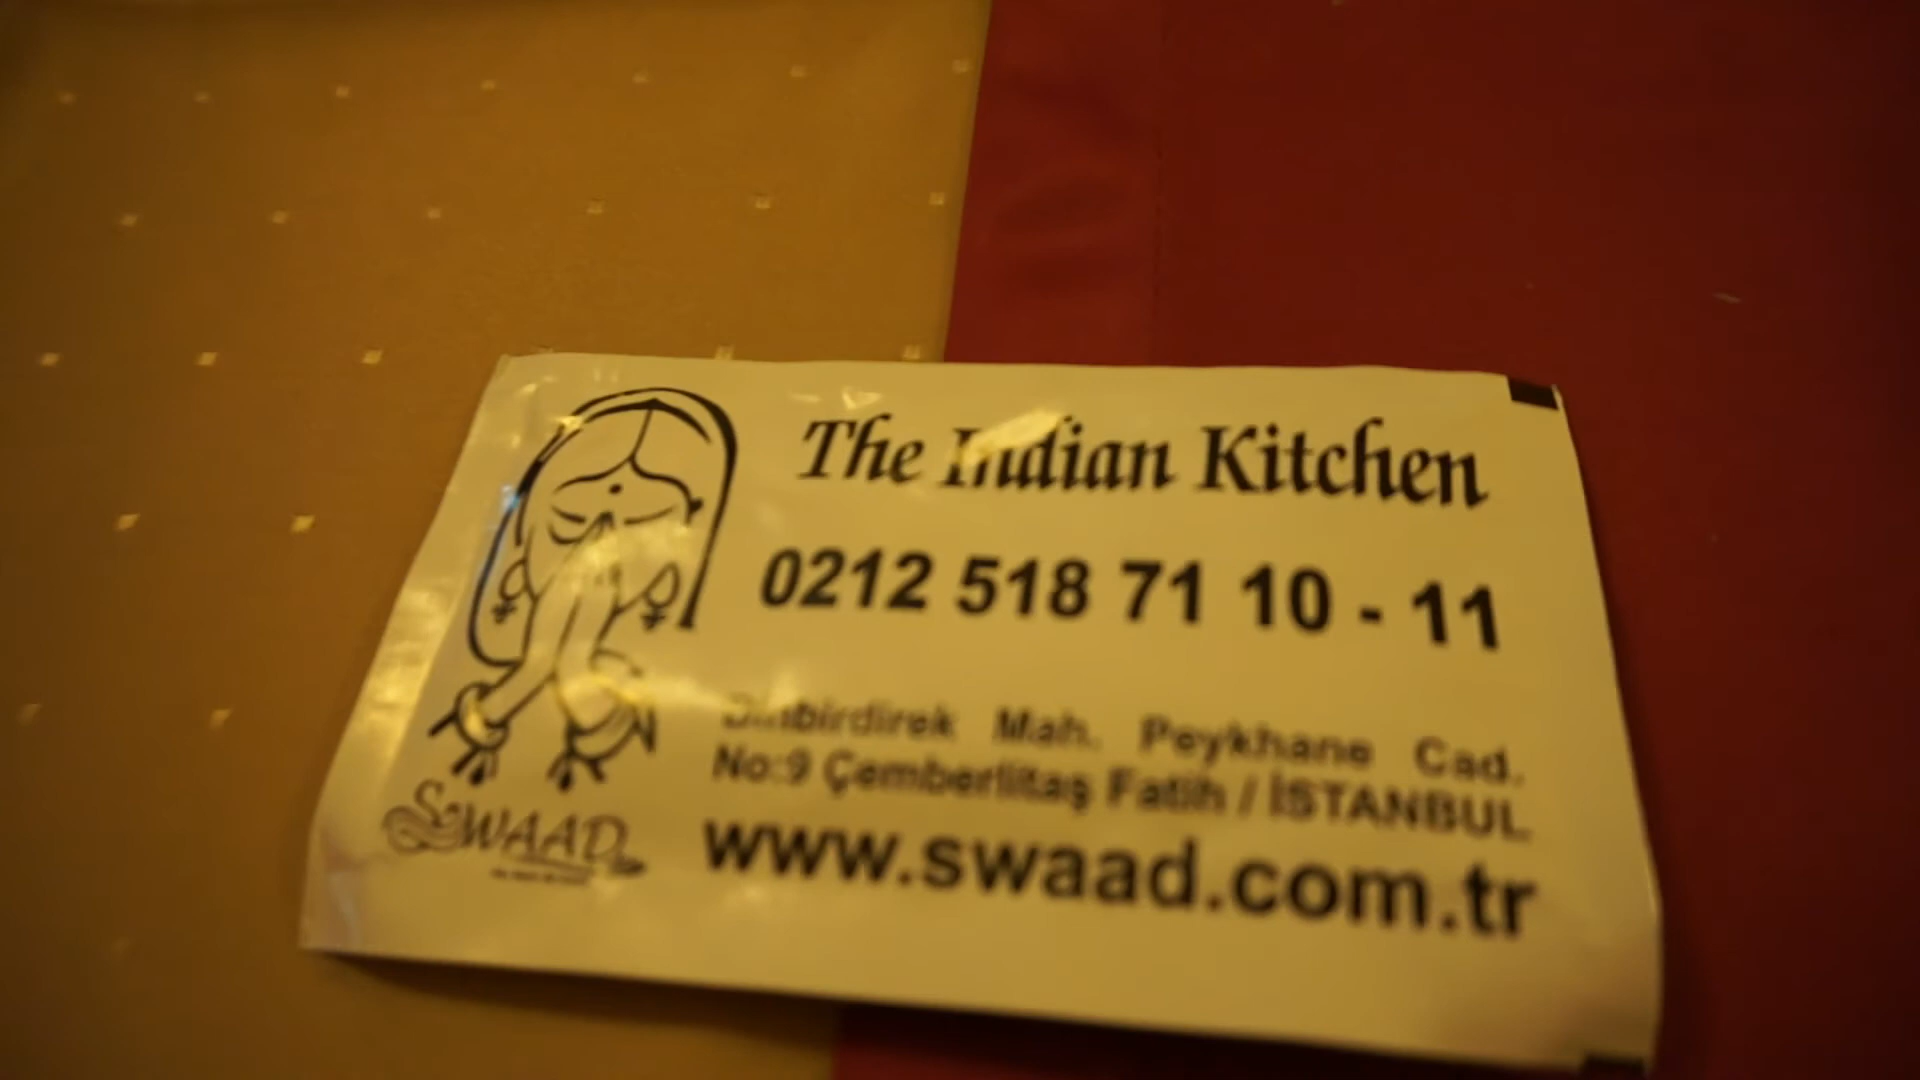 The Indian Kitchen
0212 518 71 10 - 11
Binbirdirek Mah. Peykhane Cad.
No:9 Çemberlitaş Fatih / İSTANBUL
www.swaad.com.tr
SWAAD